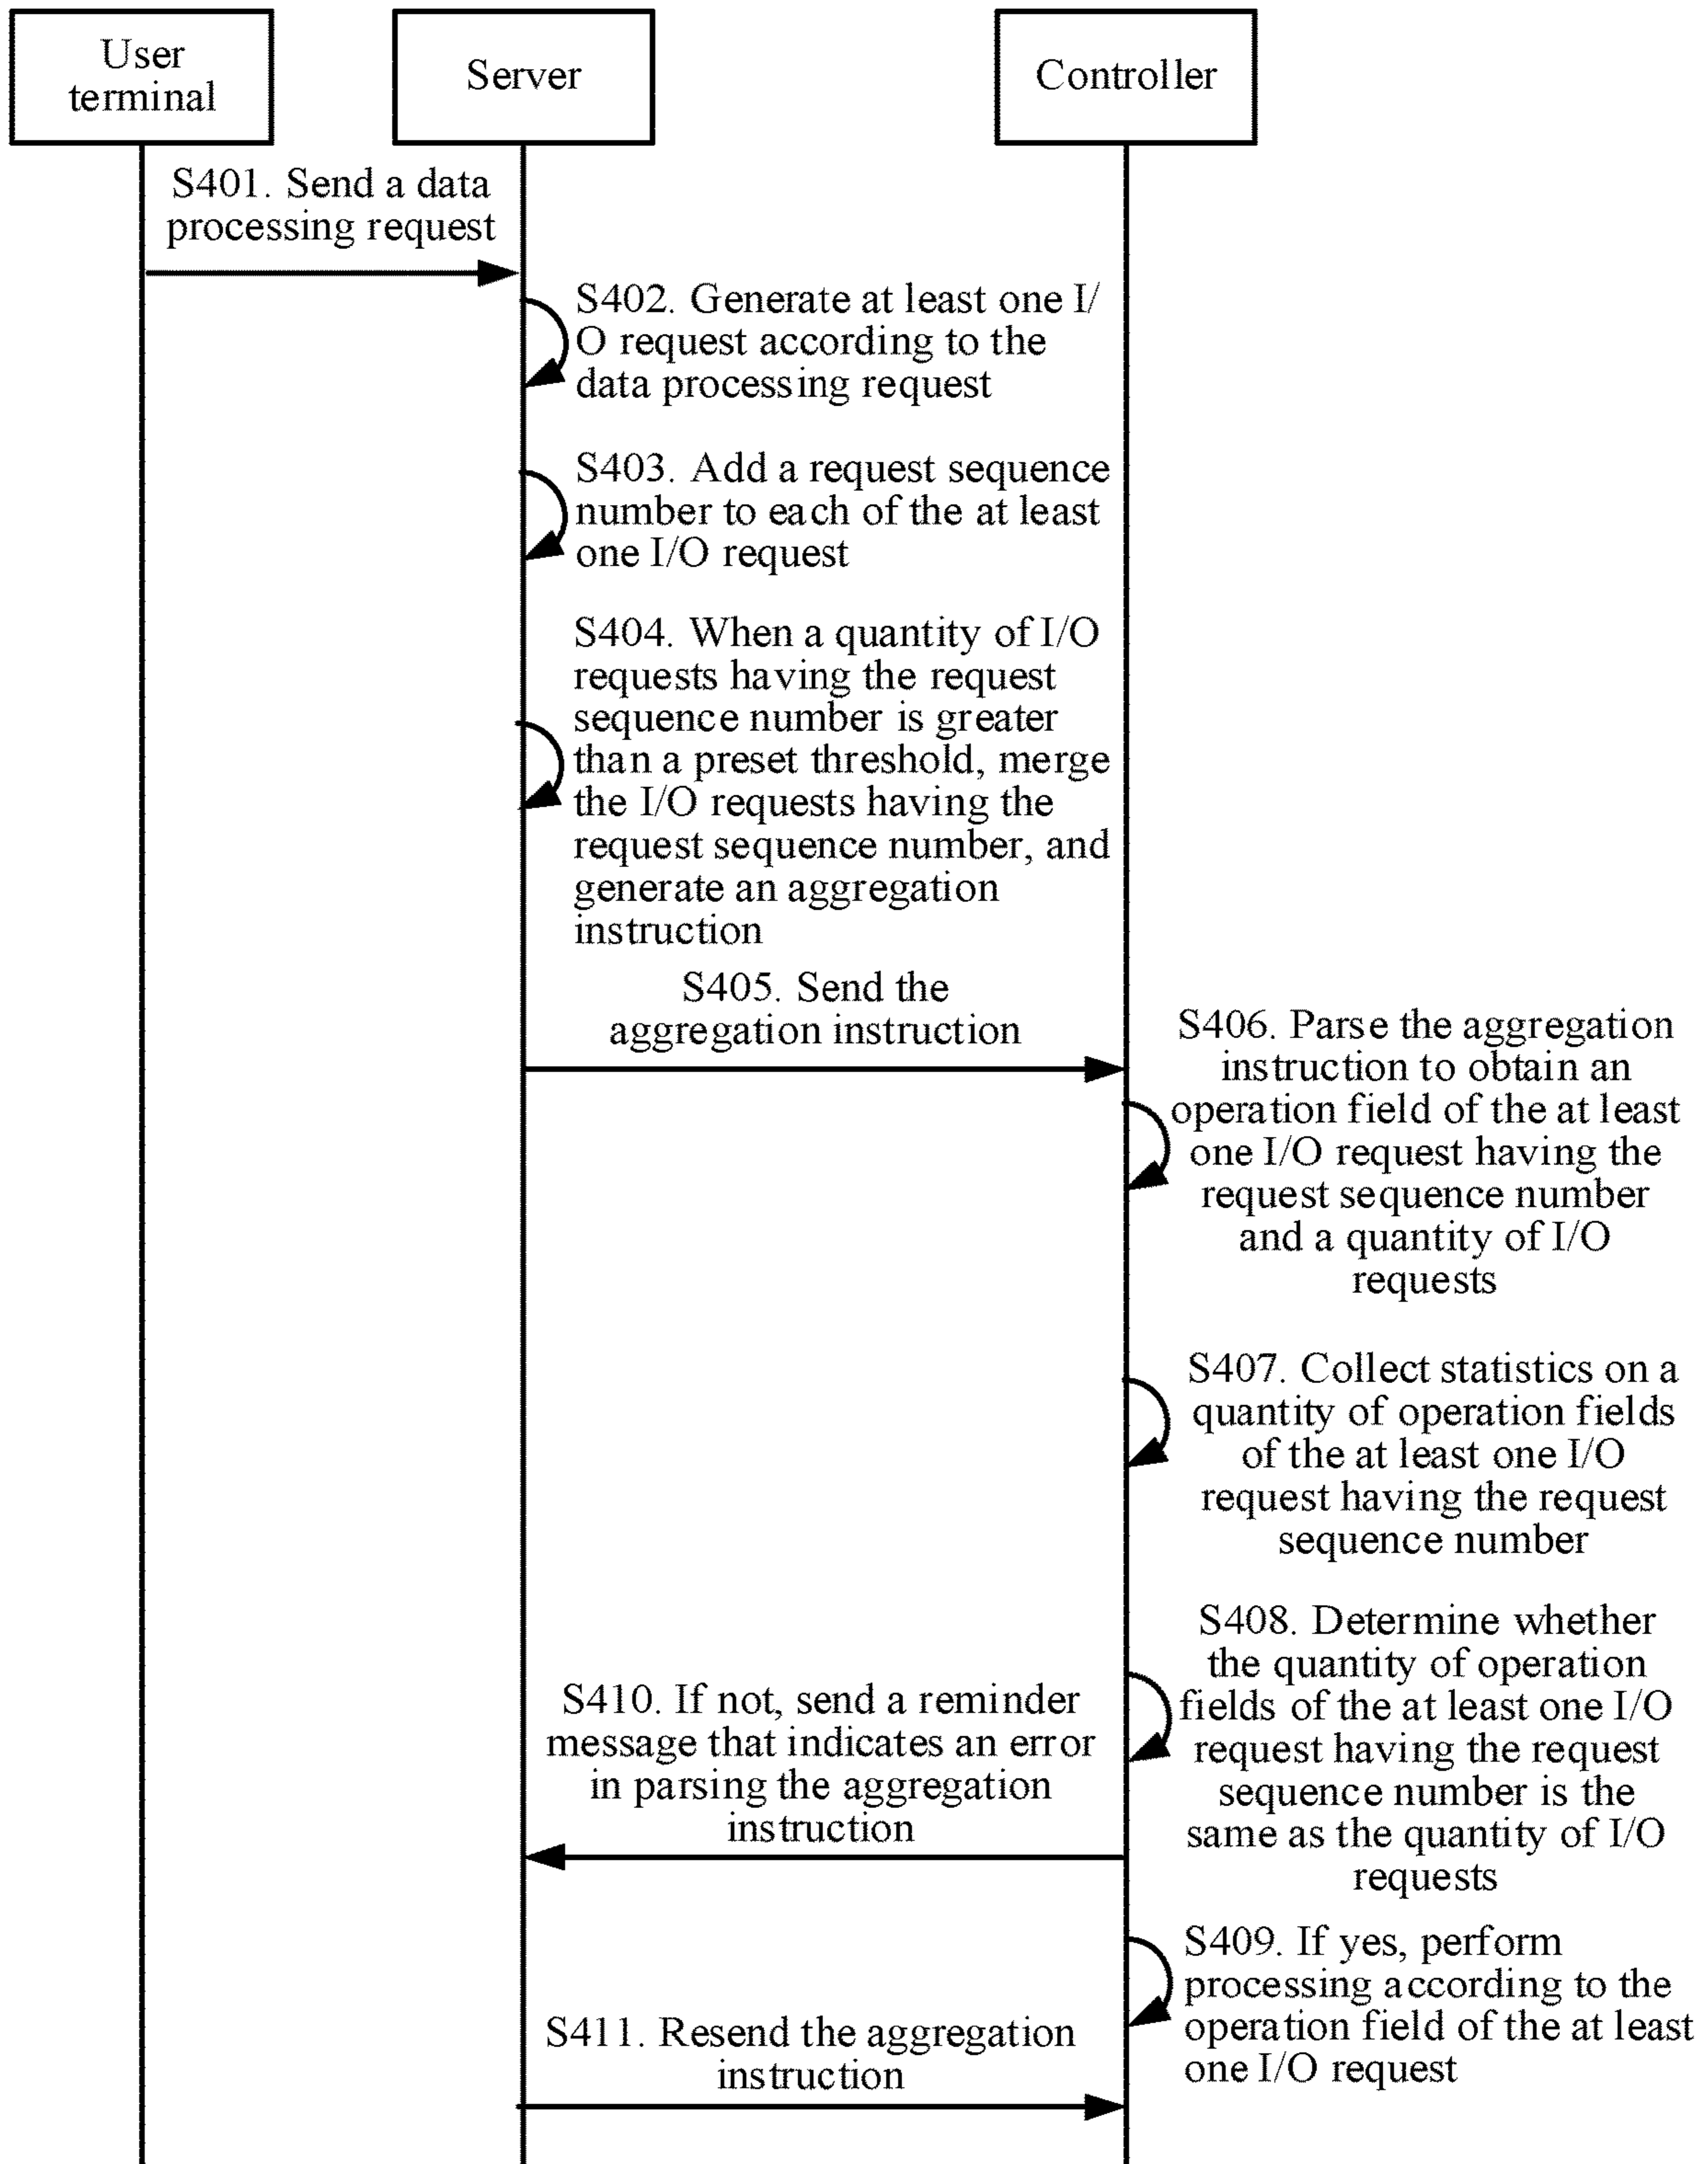 User
terminal
Server
Controller
S401. Send a data
processing request
S402. Generate at least one I/
O request according to the
data processing request
S403. Add a request sequence
number to each of the at least
one I/O request
S404. When a quantity of I/O
requests having the request
sequence number is greater
than a preset threshold, merge
the I/O requests having the
request sequence number, and
generate an aggregation
instruction
S405. Send the
aggregation instruction
S406. Parse the aggregation
instruction to obtain an
operation field of the at least
one I/O request having the
request sequence number
and a quantity of I/O
requests
S407. Collect statistics on a
quantity of operation fields
of the at least one I/O
request having the request
sequence number
S408. Determine whether
the quantity of operation
fields of the at least one I/O
request having the request
sequence number is the
same as the quantity of I/O
requests
S410. If not, send a reminder
message that indicates an error
in parsing the aggregation
instruction
S409. If yes, perform
processing according to the
operation field of the at least
one I/O request
S411. Resend the aggregation
instruction